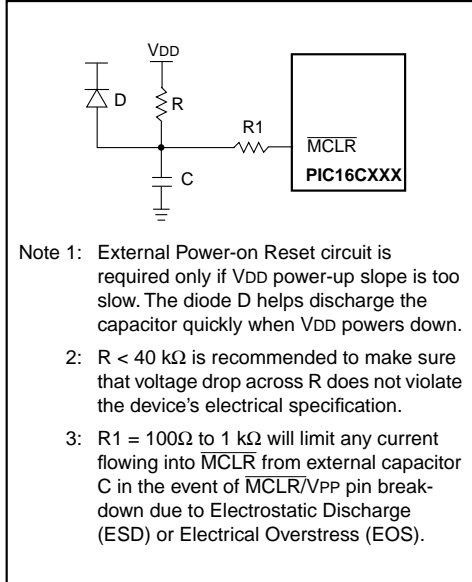 VDD
D
R
R1
MCLR
PIC16CXXX
C
Note 1: External Power-on Reset circuit is
required only if VDD power-up slope is too
slow. The diode D helps discharge the
capacitor quickly when VDD powers down.
2: R < 40 kΩ is recommended to make sure
that voltage drop across R does not violate
the device's electrical specification.
3: R1 = 100Ω to 1 kΩ will limit any current
flowing into MCLR from external capacitor
C in the event of MCLR/VPP pin break-
down due to Electrostatic Discharge
(ESD) or Electrical Overstress (EOS).